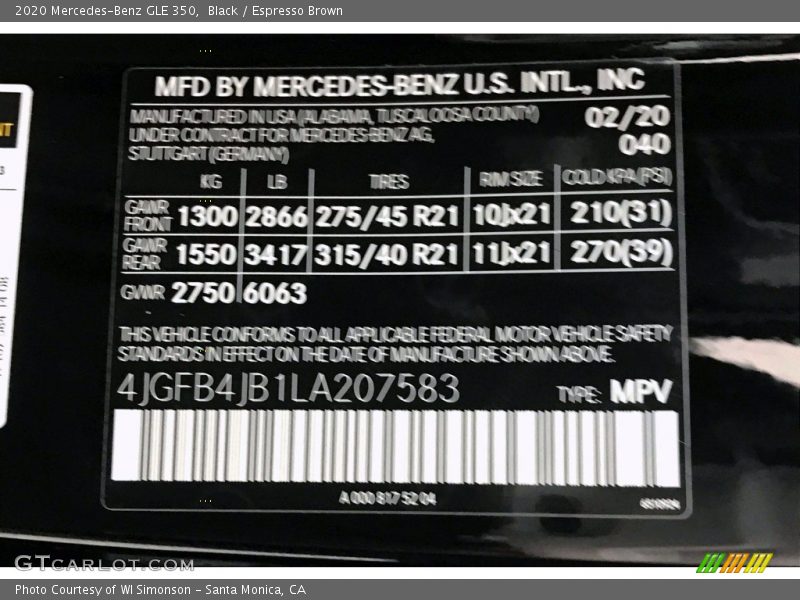 2020 Mercedes-Benz GLE 350, Black / Espresso Brown
MFD BY MERCEDES-BENZ U.S. INTL., INC
MANUFACTURED IN USA (ALABAMA, TUSCALOOSA COUNTY) 02/20
UNDER CONTRACT FOR MERCEDES-BENZ AG, 040
STUTTGART (GERMANY)
KG LB TIRES RIM SIZE COLD KPA (PSI)
GAWR FRONT 1300 2866 275/45 R21 10Jx21 210(31)
GAWR REAR 1550 3417 315/40 R21 11Jx21 270(39)
GVWR 2750 6063
THIS VEHICLE CONFORMS TO ALL APPLICABLE FEDERAL MOTOR VEHICLE SAFETY
STANDARDS IN EFFECT ON THE DATE OF MANUFACTURE SHOWN ABOVE.
4JGFB4JB1LA207583 TYPE: MPV
A 000 817 52 04
GTCARLOT.COM
Photo Courtesy of WI Simonson - Santa Monica, CA